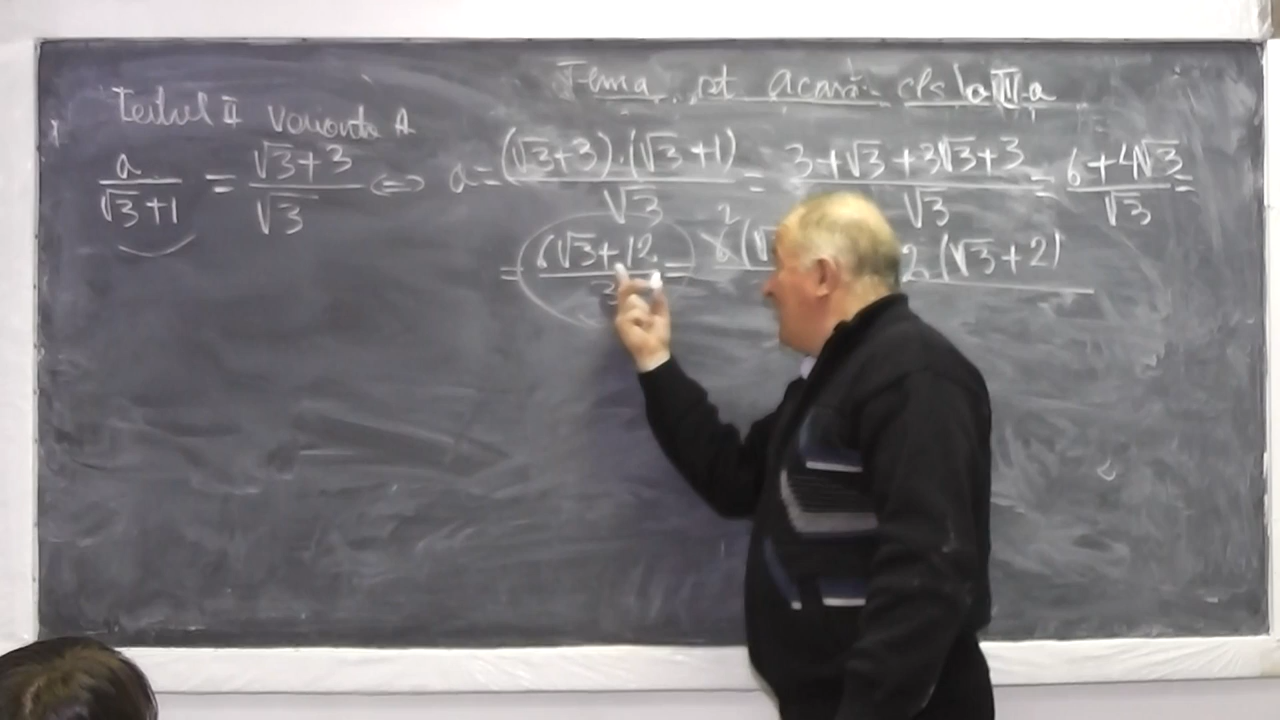 Tema pt acasă cls a VII-a
Testul II Varianta A
a/(√3+1) = (√3+3)/√3 ⇔ a = ((√3+3)·(√3+1))/√3 = (3+√3+3√3+3)/√3 = (6+4√3)/√3 =
= (6√3+12)/3 = 6(√ 2(√3+2)